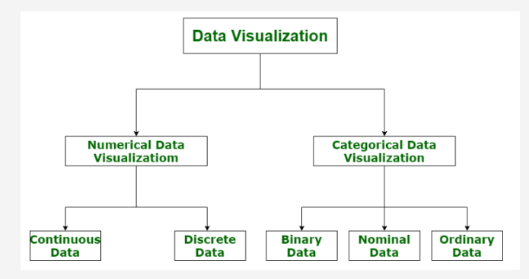 Data Visualization
Numerical Data
Visualizatiom
Categorical Data
Visualization
Continuous
Data
Discrete
Data
Binary
Data
Nominal
Data
Ordinary
Data